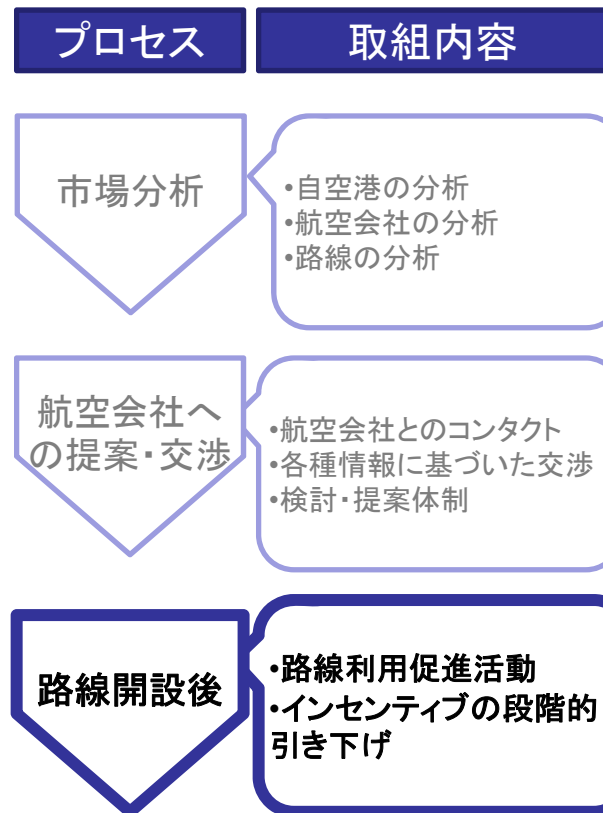 プロセス
取組内容
市場分析
•自空港の分析
•航空会社の分析
•路線の分析
航空会社へ
の提案・交渉
•航空会社とのコンタクト
•各種情報に基づいた交渉
•検討・提案体制
路線開設後
•路線利用促進活動
•インセンティブの段階的
引き下げ